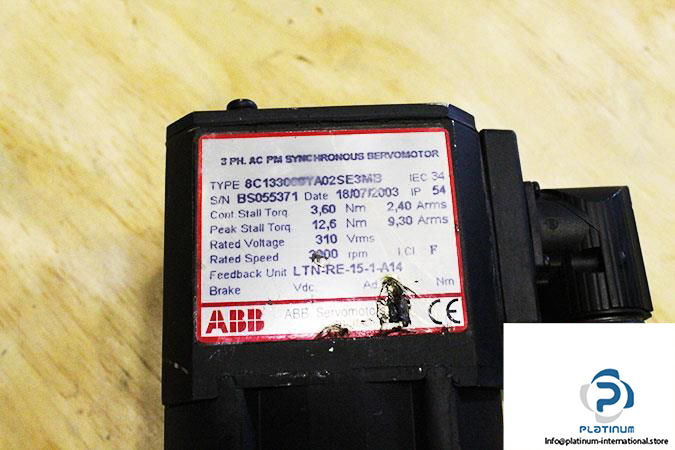 3 PH. AC PM SYNCHRONOUS SERVOMOTOR
TYPE IEC 34
S/N BS055371 Date 18/07/2003 IP 54
Cont.Stall Torq. 3,60 Nm 2,40 Arms
Peak Stall Torq. 12,6 Nm 9,30 Arms
Rated Voltage 310 Vrms
Rated Speed rpm I.Cl. F
Feedback Unit LTN-RE-15-1-A14
Brake Vdc. Nm
ABB ABB Servomotors CE
PLATINUM
Info@platinum-international.store